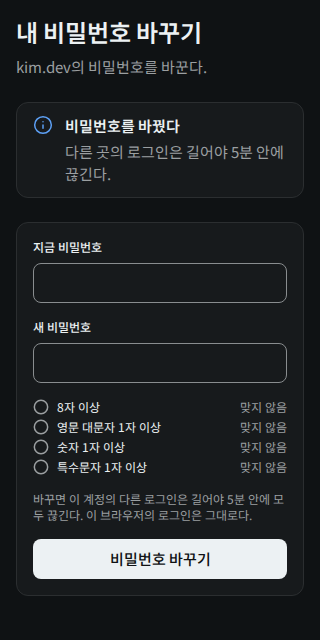 내 비밀번호 바꾸기
kim.dev의 비밀번호를 바꾼다.
비밀번호를 바꿨다
다른 곳의 로그인은 길어야 5분 안에
끊긴다.
지금 비밀번호
새 비밀번호
8자 이상 맞지 않음
영문 대문자 1자 이상 맞지 않음
숫자 1자 이상 맞지 않음
특수문자 1자 이상 맞지 않음
바꾸면 이 계정의 다른 로그인은 길어야 5분 안에 모
두 끊긴다. 이 브라우저의 로그인은 그대로다.
비밀번호 바꾸기